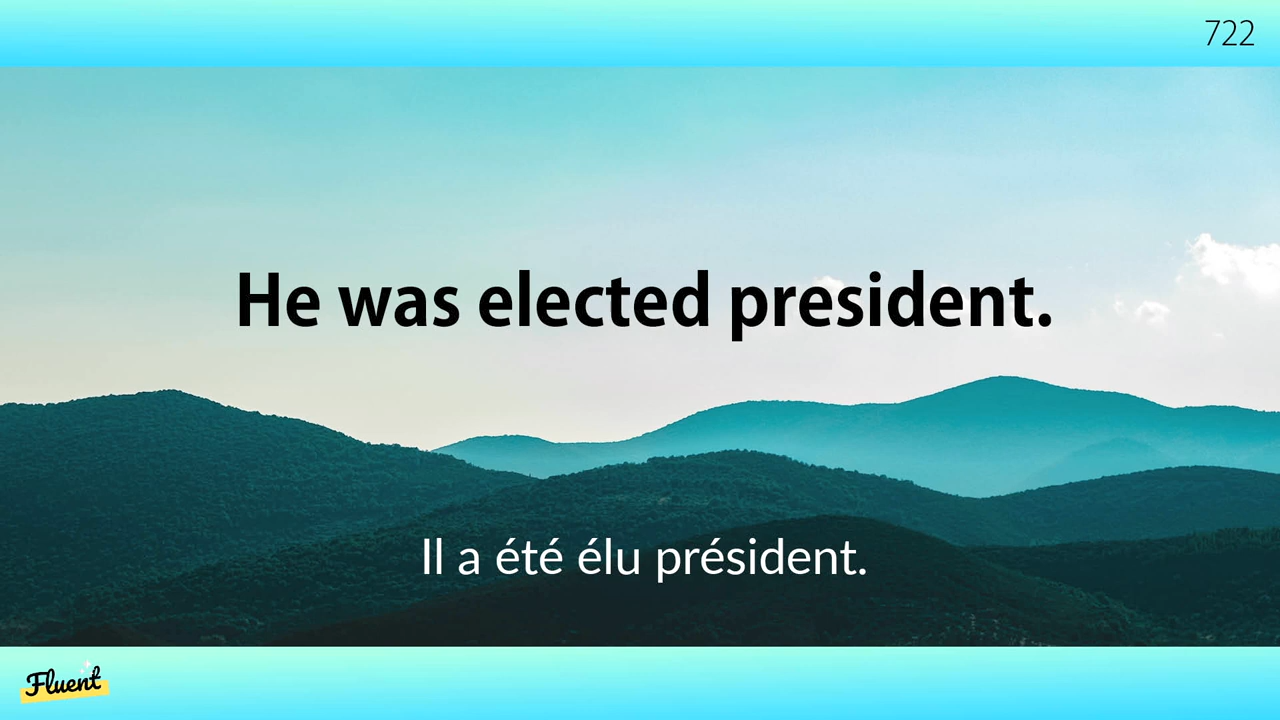 722
He was elected president.
Il a été élu président.
Fluent